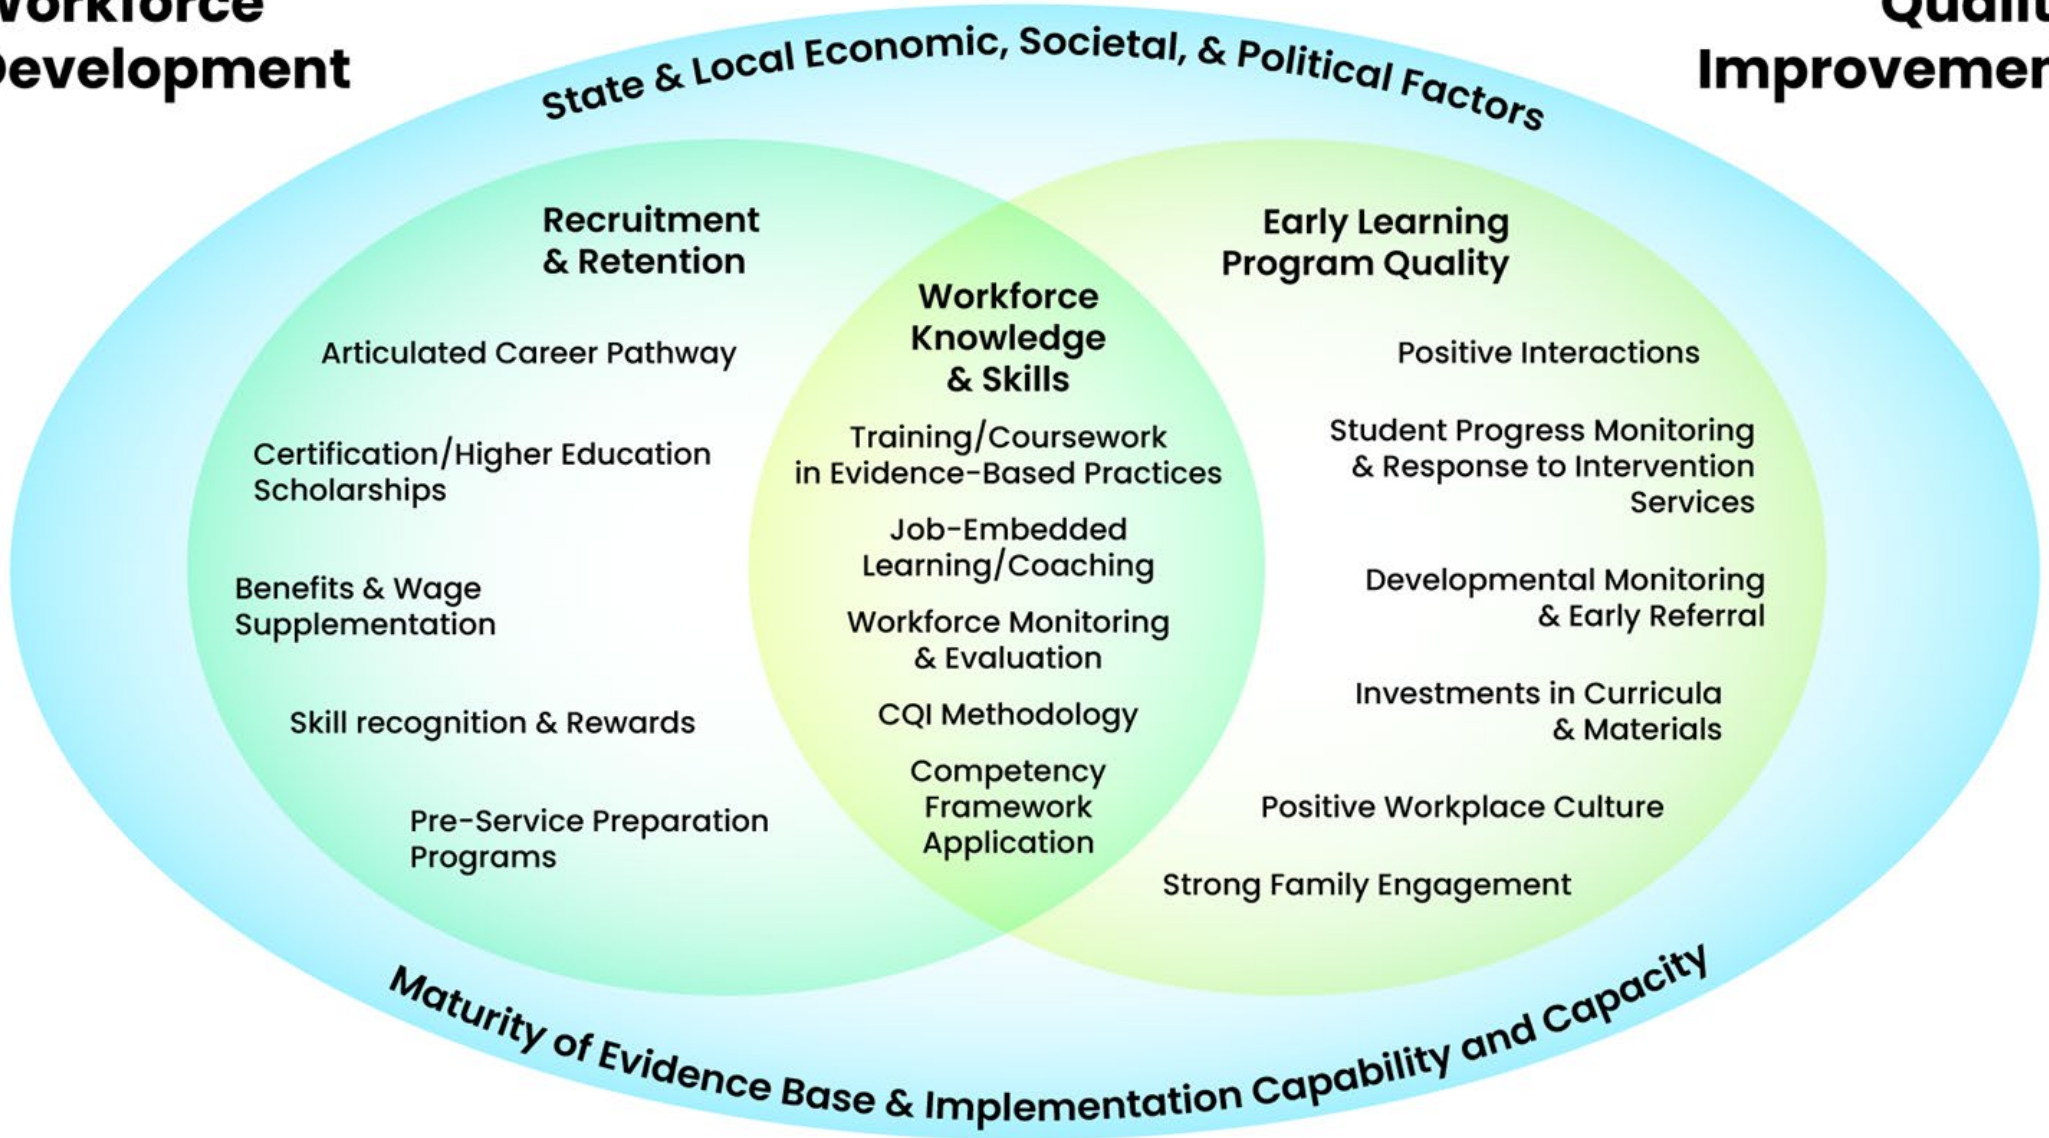 Workforce
Development
Quality
Improvement
State & Local Economic, Societal, & Political Factors
Recruitment
& Retention
Articulated Career Pathway
Certification/Higher Education
Scholarships
Benefits & Wage
Supplementation
Skill recognition & Rewards
Pre-Service Preparation
Programs
Workforce
Knowledge
& Skills
Training/Coursework
in Evidence-Based Practices
Job-Embedded
Learning/Coaching
Workforce Monitoring
& Evaluation
CQI Methodology
Competency
Framework
Application
Early Learning
Program Quality
Positive Interactions
Student Progress Monitoring
& Response to Intervention
Services
Developmental Monitoring
& Early Referral
Investments in Curricula
& Materials
Positive Workplace Culture
Strong Family Engagement
Maturity of Evidence Base & Implementation Capability and Capacity